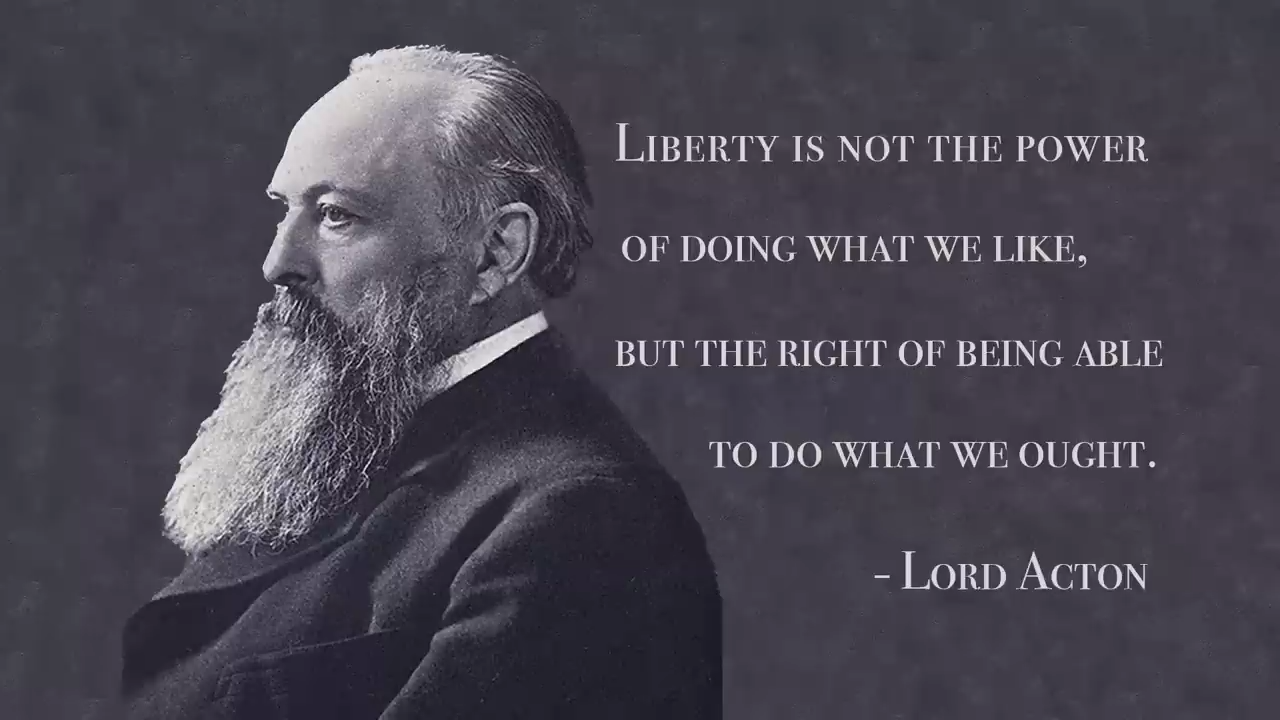 Liberty is not the power
of doing what we like,
but the right of being able
to do what we ought.
- Lord Acton